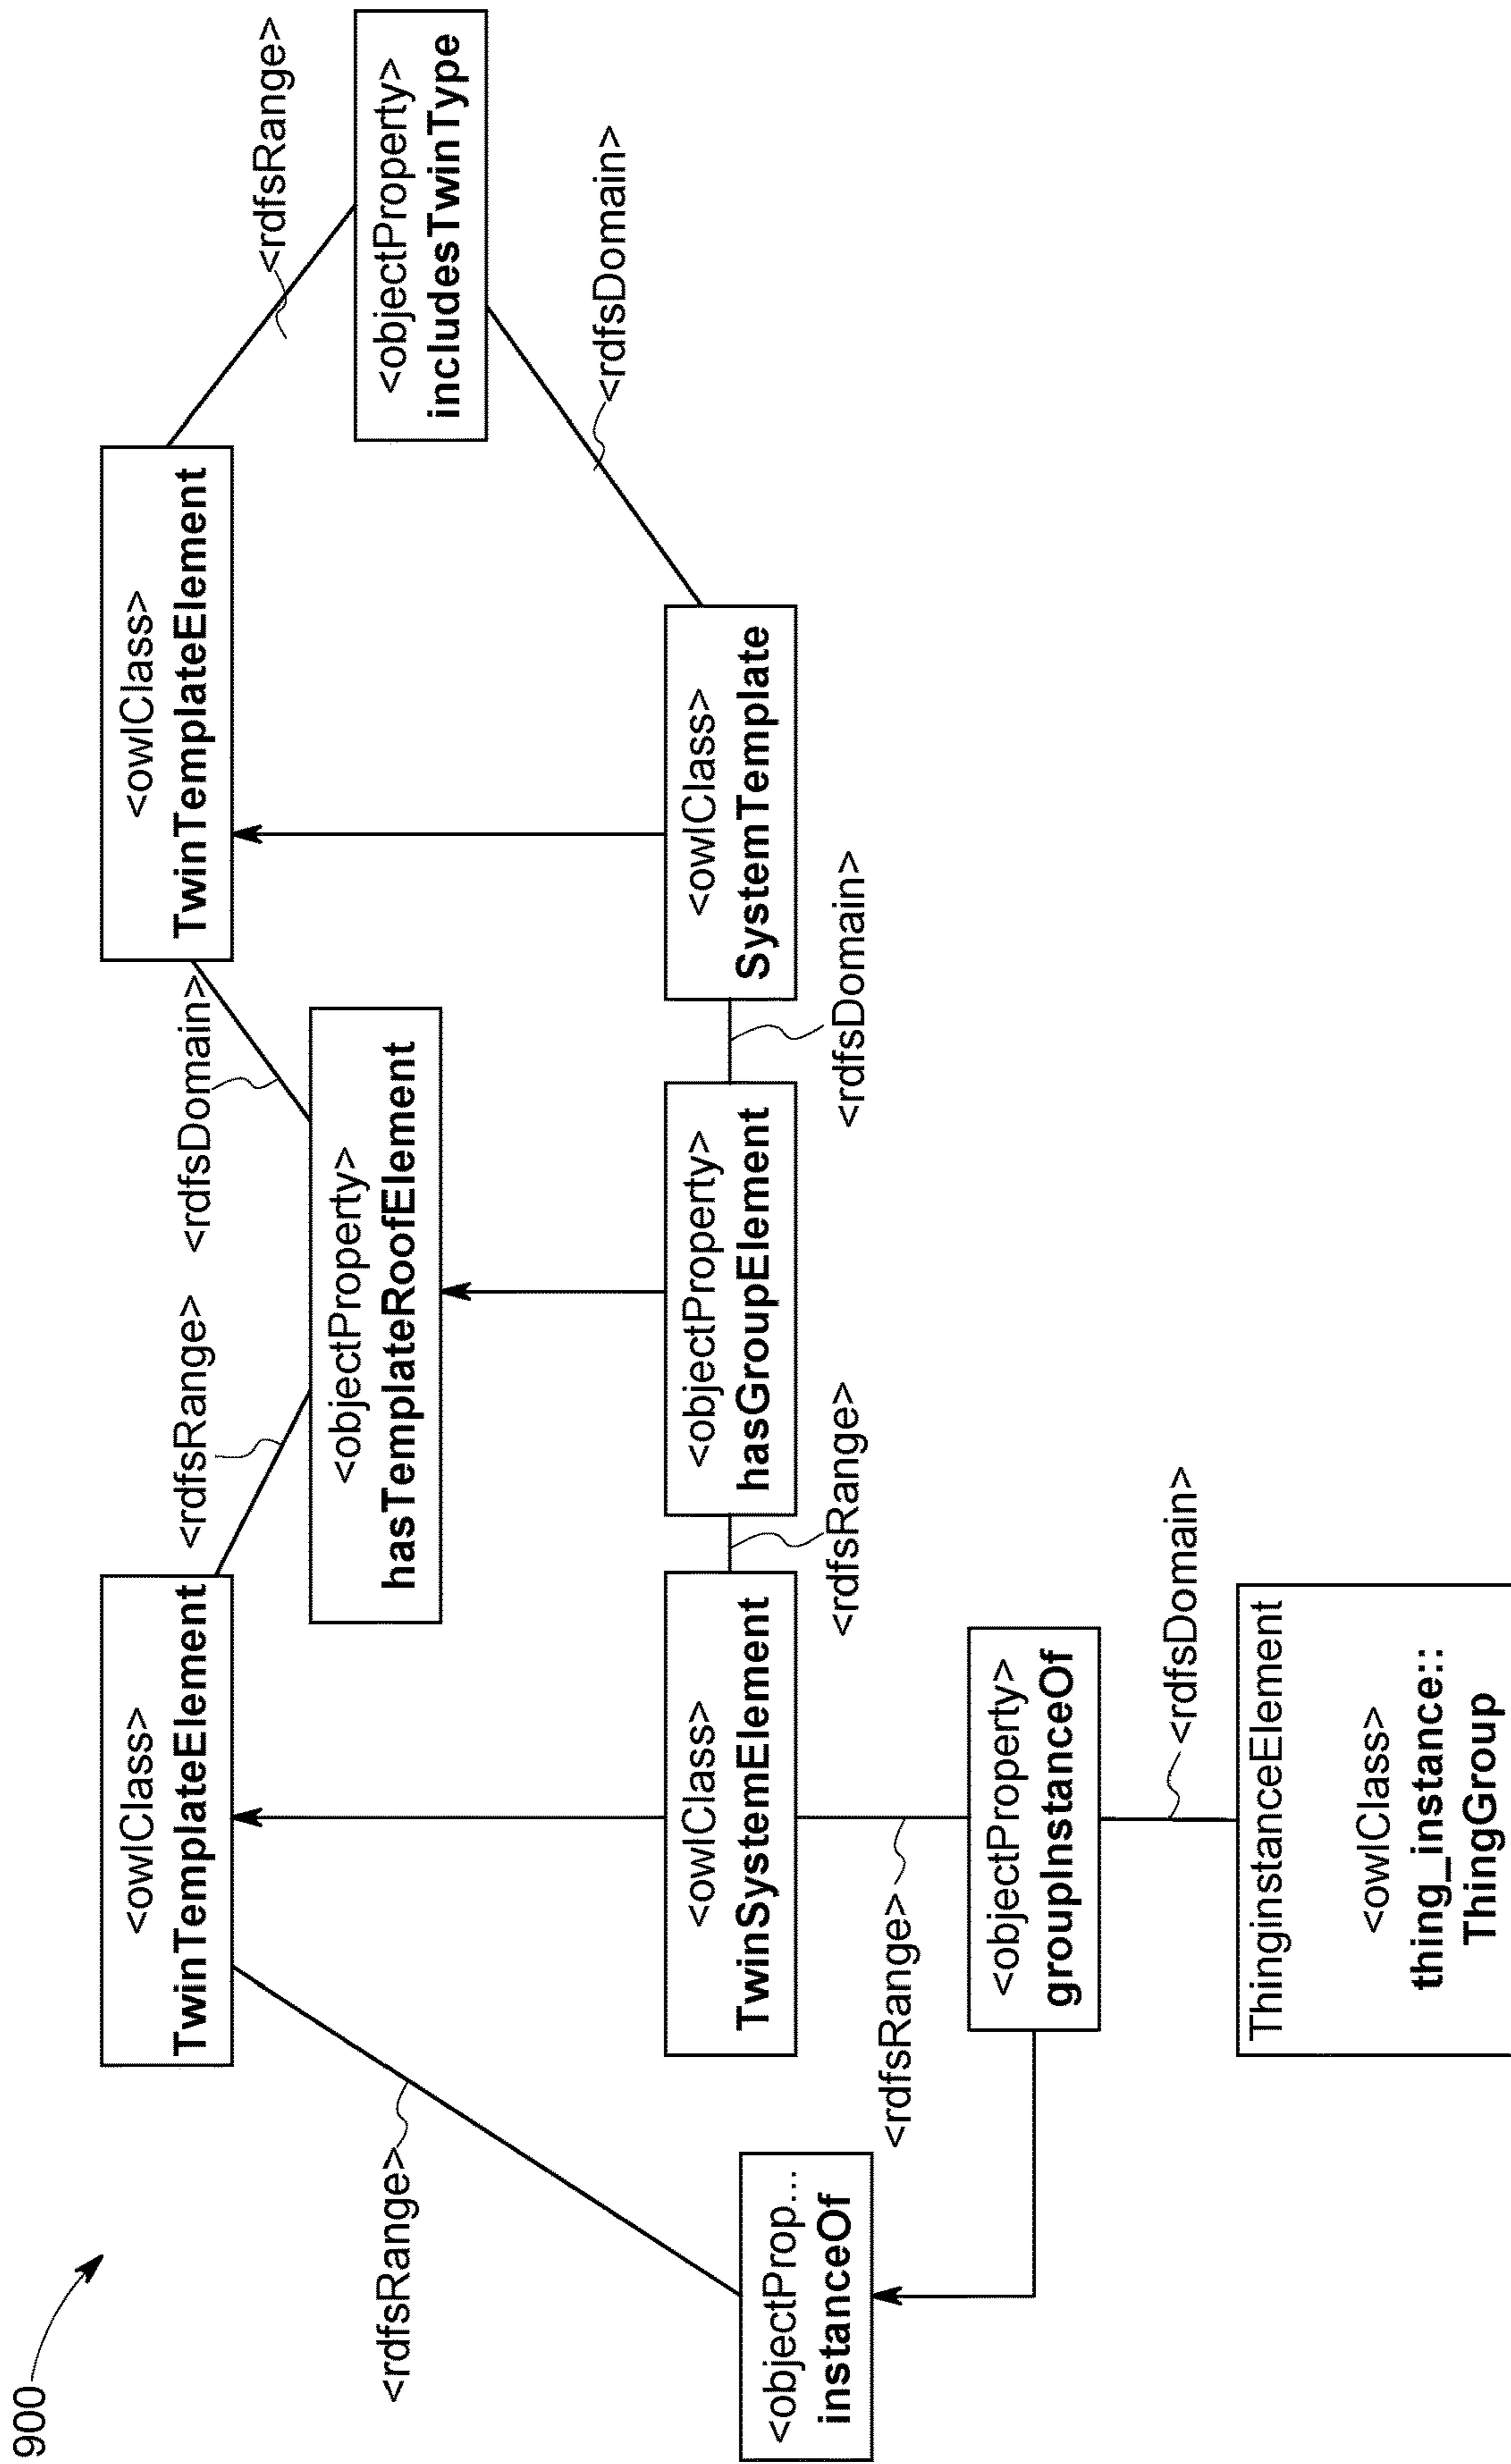 900
<owlClass>
TwinTemplateElement
<owlClass>
TwinTemplateElement
<rdfsRange>
<rdfsRange>
<rdfsDomain>
<rdfsRange>
<objectProperty>
hasTemplateRoofElement
<objectProperty>
includesTwinType
<rdfsDomain>
<objectProp...
instanceOf
<owlClass>
TwinSystemElement
<objectProperty>
hasGroupElement
<owlClass>
SystemTemplate
<rdfsRange>
<rdfsDomain>
<rdfsRange>
<objectProperty>
groupInstanceOf
<rdfsDomain>
ThinginstanceElement
<owlClass>
thing_instance::
ThingGroup